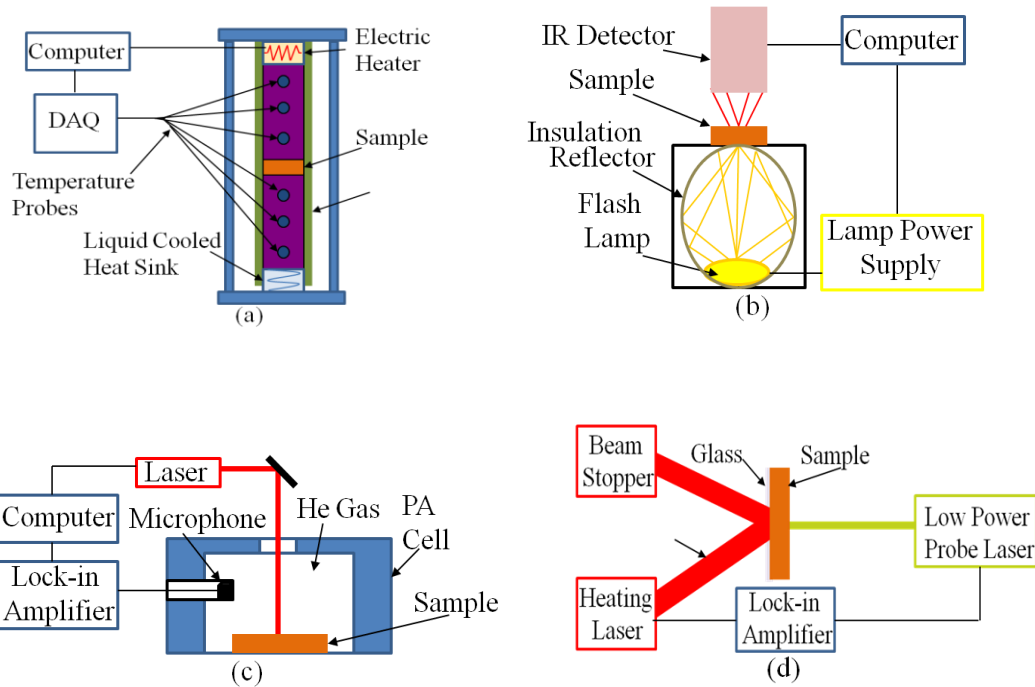 Computer
Electric
Heater
DAQ
Sample
Temperature
Probes
Liquid Cooled
Heat Sink
(a)
IR Detector
Computer
Sample
Insulation
Reflector
Flash
Lamp
Lamp Power
Supply
(b)
Laser
Computer
Microphone
He Gas
PA
Cell
Lock-in
Amplifier
Sample
(c)
Beam
Stopper
Glass
Sample
Low Power
Probe Laser
Heating
Laser
Lock-in
Amplifier
(d)